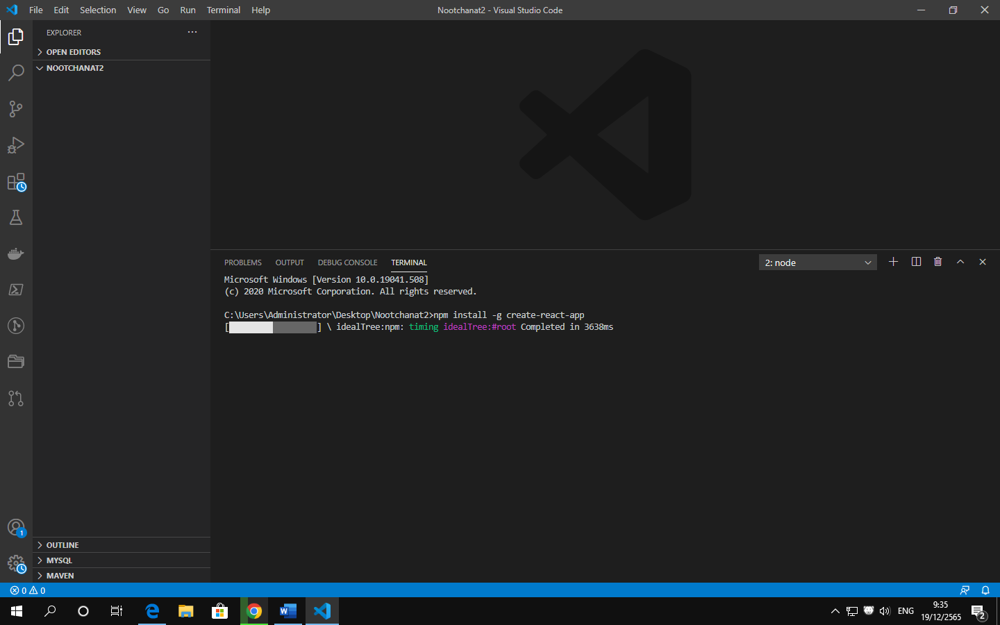 File Edit Selection View Go Run Terminal Help
Nootchanat2 - Visual Studio Code
EXPLORER
OPEN EDITORS
NOOTCHANAT2
PROBLEMS OUTPUT DEBUG CONSOLE TERMINAL
2: node
Microsoft Windows [Version 10.0.19041.508]
(c) 2020 Microsoft Corporation. All rights reserved.
C:\Users\Administrator\Desktop\Nootchanat2>npm install -g create-react-app
[ ] \ idealTree:npm: timing idealTree:#root Completed in 3638ms
1
OUTLINE
MYSQL
MAVEN
0 0
W
ENG
9:35
19/12/2565
2